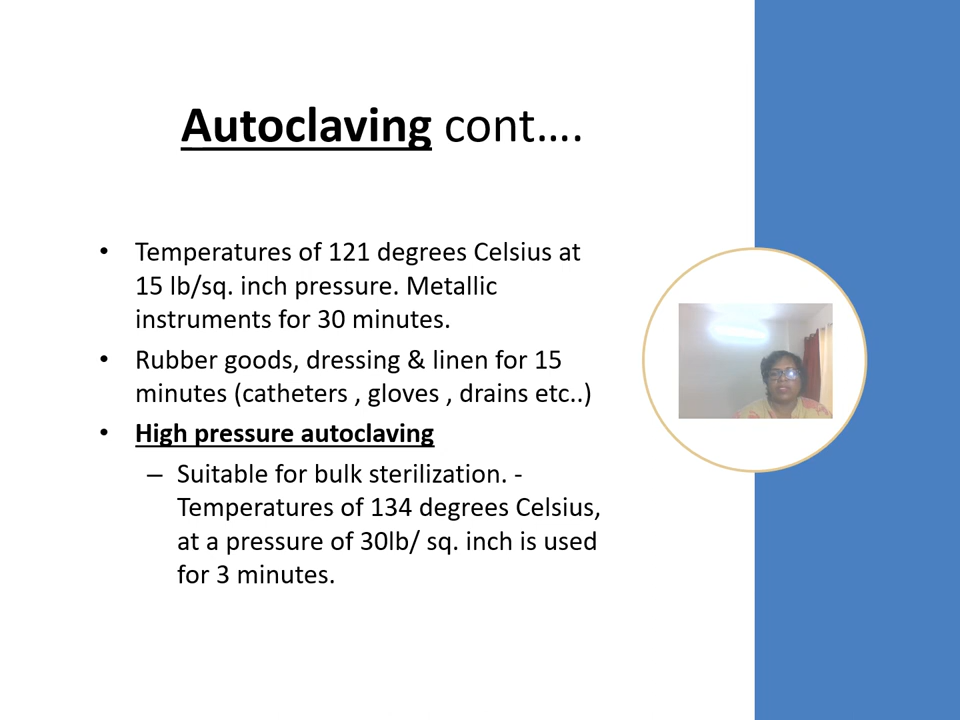 Autoclaving cont….
• Temperatures of 121 degrees Celsius at
15 lb/sq. inch pressure. Metallic
instruments for 30 minutes.
• Rubber goods, dressing & linen for 15
minutes (catheters , gloves , drains etc..)
• High pressure autoclaving
– Suitable for bulk sterilization. -
Temperatures of 134 degrees Celsius,
at a pressure of 30lb/ sq. inch is used
for 3 minutes.